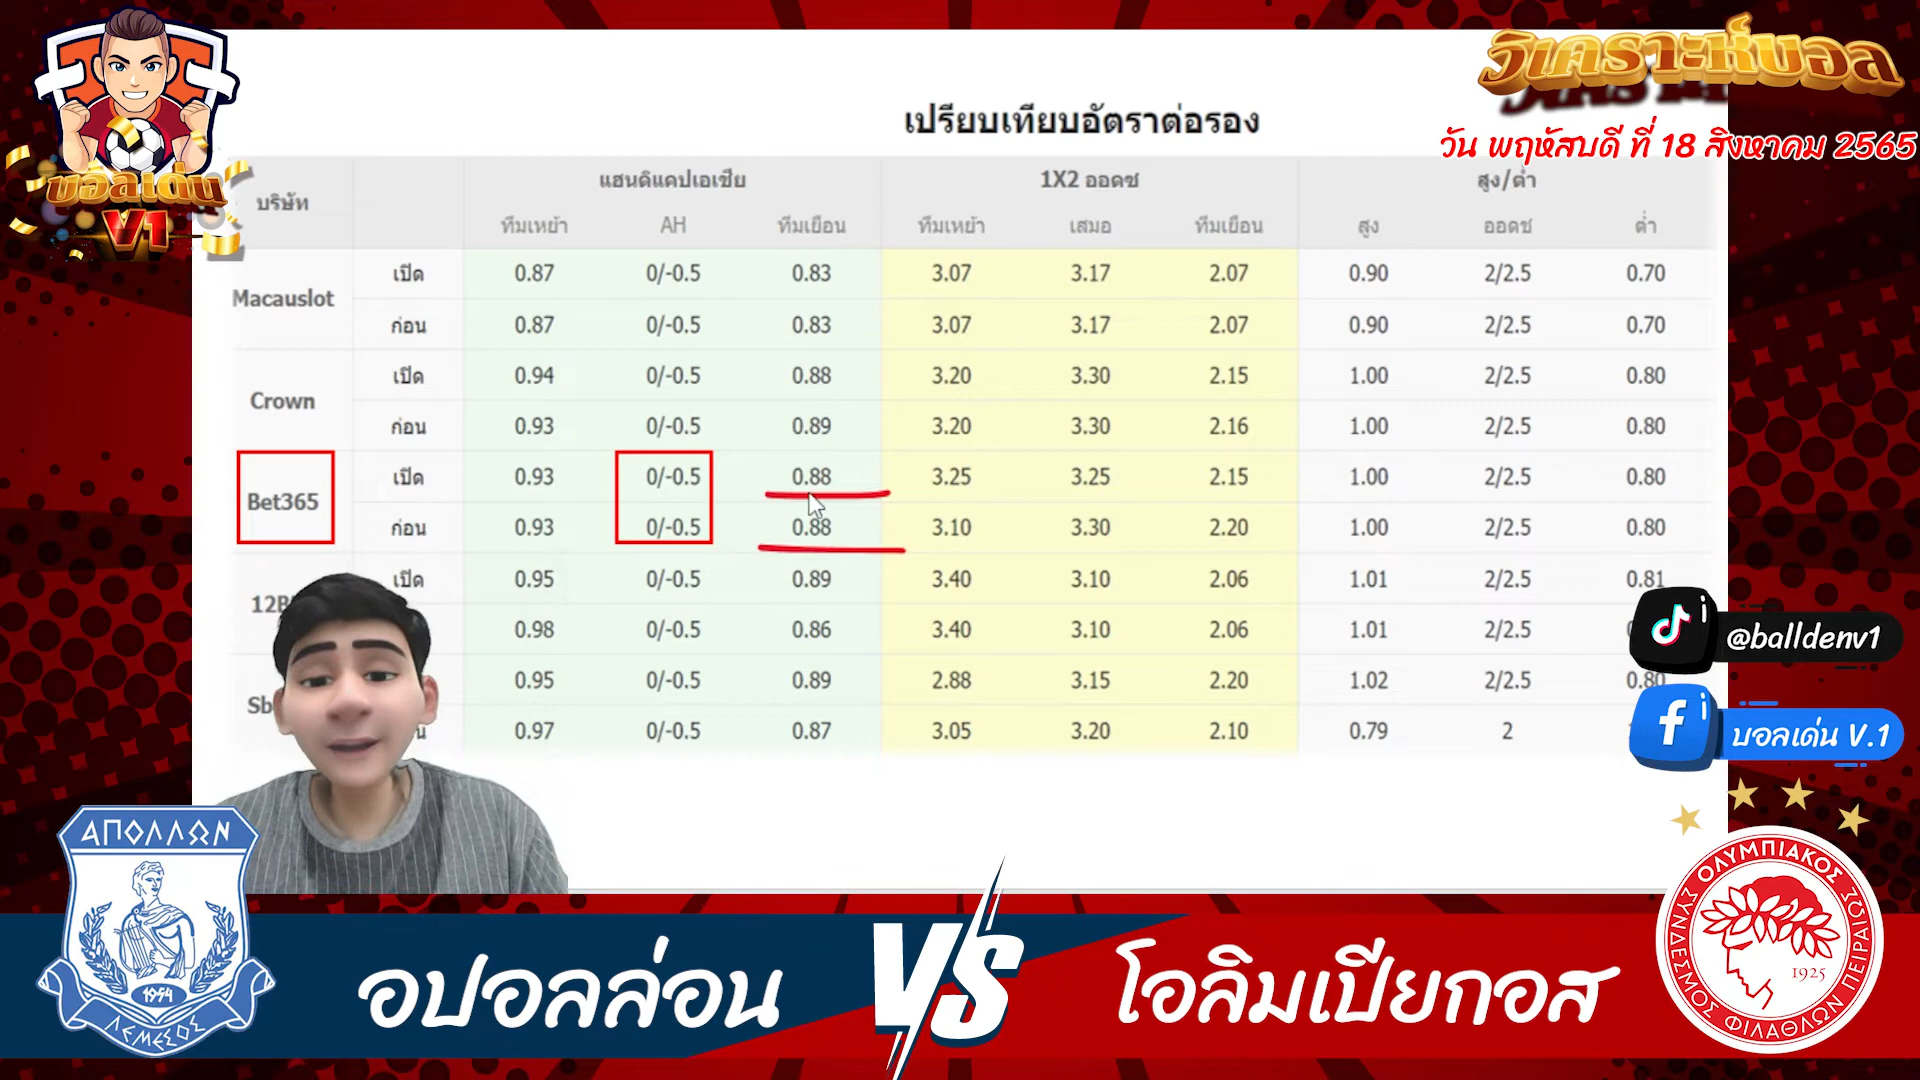 วิเคราะห์บอล
วัน พฤหัสบดี ที่ 18 สิงหาคม 2565
บอลเด่น
V1
เปรียบเทียบอัตราต่อรอง
บริษัท แฮนดิแคปเอเชีย 1X2 ออดซ สูง/ต่ำ
ทีมเหย้า AH ทีมเยือน ทีมเหย้า เสมอ ทีมเยือน สูง ออดซ ต่ำ
Macauslot
เปิด 0.87 0/-0.5 0.83 3.07 3.17 2.07 0.90 2/2.5 0.70
ก่อน 0.87 0/-0.5 0.83 3.07 3.17 2.07 0.90 2/2.5 0.70
Crown
เปิด 0.94 0/-0.5 0.88 3.20 3.30 2.15 1.00 2/2.5 0.80
ก่อน 0.93 0/-0.5 0.89 3.20 3.30 2.16 1.00 2/2.5 0.80
Bet365
เปิด 0.93 0/-0.5 0.88 3.25 3.25 2.15 1.00 2/2.5 0.80
ก่อน 0.93 0/-0.5 0.88 3.10 3.30 2.20 1.00 2/2.5 0.80
เปิด 0.95 0/-0.5 0.89 3.40 3.10 2.06 1.01 2/2.5 0.81
0.98 0/-0.5 0.86 3.40 3.10 2.06 1.01 2/2.5
0.95 0/-0.5 0.89 2.88 3.15 2.20 1.02 2/2.5 0.80
0.97 0/-0.5 0.87 3.05 3.20 2.10 0.79 2
@balldenv1
บอลเด่น V.1
ΑΠΟΛΛΩΝ
1954
ΛΕΜΕΣΟΣ
อปอลล่อน
VS
โอลิมเปียกอส
ΟΛΥΜΠΙΑΚΟΣ
ΣΥΝΔΕΣΜΟΣ ΦΙΛΑΘΛΩΝ ΠΕΙΡΑΙΩΣ
1925